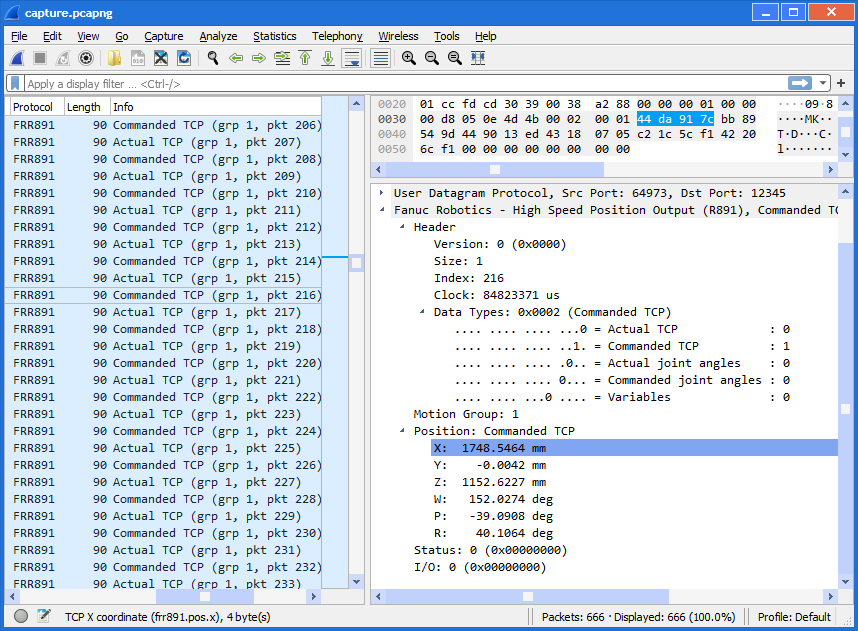 capture.pcapng
File Edit View Go Capture Analyze Statistics Telephony Wireless Tools Help
Apply a display filter ... <Ctrl-/>
Protocol Length Info
FRR891 90 Commanded TCP (grp 1, pkt 206)
FRR891 90 Actual TCP (grp 1, pkt 207)
FRR891 90 Commanded TCP (grp 1, pkt 208)
FRR891 90 Actual TCP (grp 1, pkt 209)
FRR891 90 Commanded TCP (grp 1, pkt 210)
FRR891 90 Actual TCP (grp 1, pkt 211)
FRR891 90 Commanded TCP (grp 1, pkt 212)
FRR891 90 Actual TCP (grp 1, pkt 213)
FRR891 90 Commanded TCP (grp 1, pkt 214)
FRR891 90 Actual TCP (grp 1, pkt 215)
FRR891 90 Commanded TCP (grp 1, pkt 216)
FRR891 90 Actual TCP (grp 1, pkt 217)
FRR891 90 Commanded TCP (grp 1, pkt 218)
FRR891 90 Actual TCP (grp 1, pkt 219)
FRR891 90 Commanded TCP (grp 1, pkt 220)
FRR891 90 Actual TCP (grp 1, pkt 221)
FRR891 90 Commanded TCP (grp 1, pkt 222)
FRR891 90 Actual TCP (grp 1, pkt 223)
FRR891 90 Commanded TCP (grp 1, pkt 224)
FRR891 90 Actual TCP (grp 1, pkt 225)
FRR891 90 Commanded TCP (grp 1, pkt 226)
FRR891 90 Actual TCP (grp 1, pkt 227)
FRR891 90 Commanded TCP (grp 1, pkt 228)
FRR891 90 Actual TCP (grp 1, pkt 229)
FRR891 90 Commanded TCP (grp 1, pkt 230)
FRR891 90 Actual TCP (grp 1, pkt 231)
FRR891 90 Commanded TCP (grp 1, pkt 232)
FRR891 90 Actual TCP (grp 1, pkt 233)
0020 01 cc fd cd 30 39 00 38 a2 88 00 00 00 01 00 00 ····09·8
0030 00 d8 05 0e 4d 4b 00 02 00 01 44 da 91 7c bb 89 ····MK··
0040 54 9d 44 90 13 ed 43 18 07 05 c2 1c 5c f1 42 20 T·D···C·
0050 6c f1 00 00 00 00 00 00 00 00 l·······
User Datagram Protocol, Src Port: 64973, Dst Port: 12345
Fanuc Robotics - High Speed Position Output (R891), Commanded TC
Header
Version: 0 (0x0000)
Size: 1
Index: 216
Clock: 84823371 us
Data Types: 0x0002 (Commanded TCP)
.... .... .... ...0 = Actual TCP : 0
.... .... .... ..1. = Commanded TCP : 1
.... .... .... .0.. = Actual joint angles : 0
.... .... .... 0... = Commanded joint angles : 0
.... .... ...0 .... = Variables : 0
Motion Group: 1
Position: Commanded TCP
X: 1748.5464 mm
Y: -0.0042 mm
Z: 1152.6227 mm
W: 152.0274 deg
P: -39.0908 deg
R: 40.1064 deg
Status: 0 (0x00000000)
I/O: 0 (0x00000000)
TCP X coordinate (frr891.pos.x), 4 byte(s) Packets: 666 · Displayed: 666 (100.0%) Profile: Default